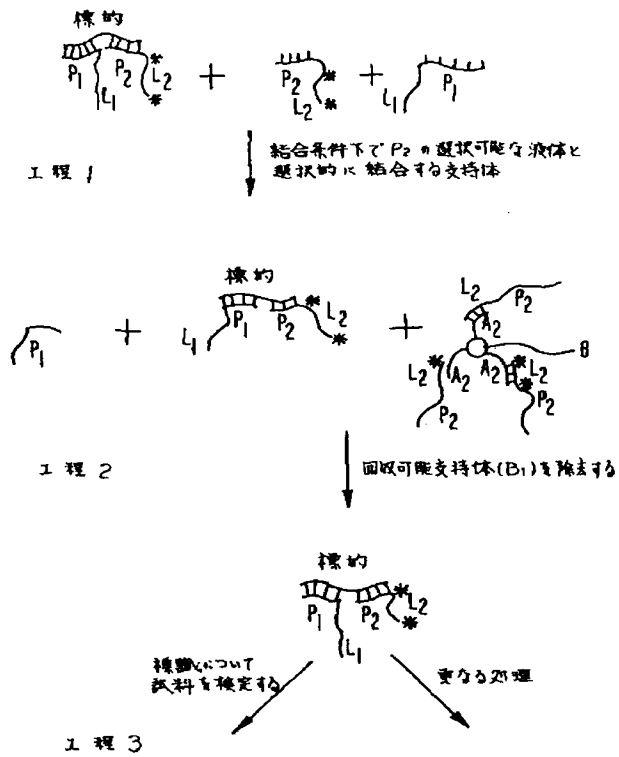 標的
P1 P2 L2 * *
L1
+
P2 *
L2 *
+
L1 P1
工程 1
結合条件下で P2 の選択可能な液体と
選択的に結合する支持体
標的
P1
+
L1 P1 P2 * L2 *
+
L2 P2
A2
B
L2 * A2 A2 * L2 *
P2 P2
工程 2
回収可能支持体(B1)を除去する
標的
P1 P2 * L2 *
L1
標識について
試料を検定する
更なる処理
工程 3